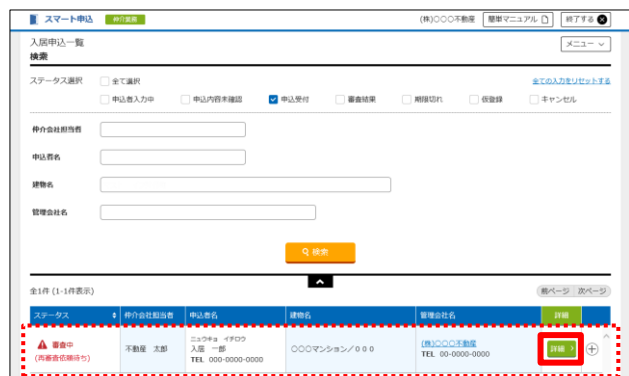 スマート申込 仲介業務 (株)〇〇〇不動産 簡単マニュアル 終了する
入居申込一覧 メニュー
検索
ステータス選択 全て選択 全ての入力をリセットする
申込者入力中 申込内容未確認 申込受付 審査結果 期限切れ 仮登録 キャンセル
仲介会社担当者
申込者名
建物名
管理会社名
検索
全1件 (1-1件表示) 前ページ 次ページ
ステータス 仲介会社担当者 申込者名 建物名 管理会社名 詳細
審査中
(再審査依頼待ち)
不動産 太郎
ニュウキョ イチロウ
入居 一郎
TEL 000-0000-0000
〇〇〇マンション/０００
(株)〇〇〇不動産
TEL 00-0000-0000
詳細